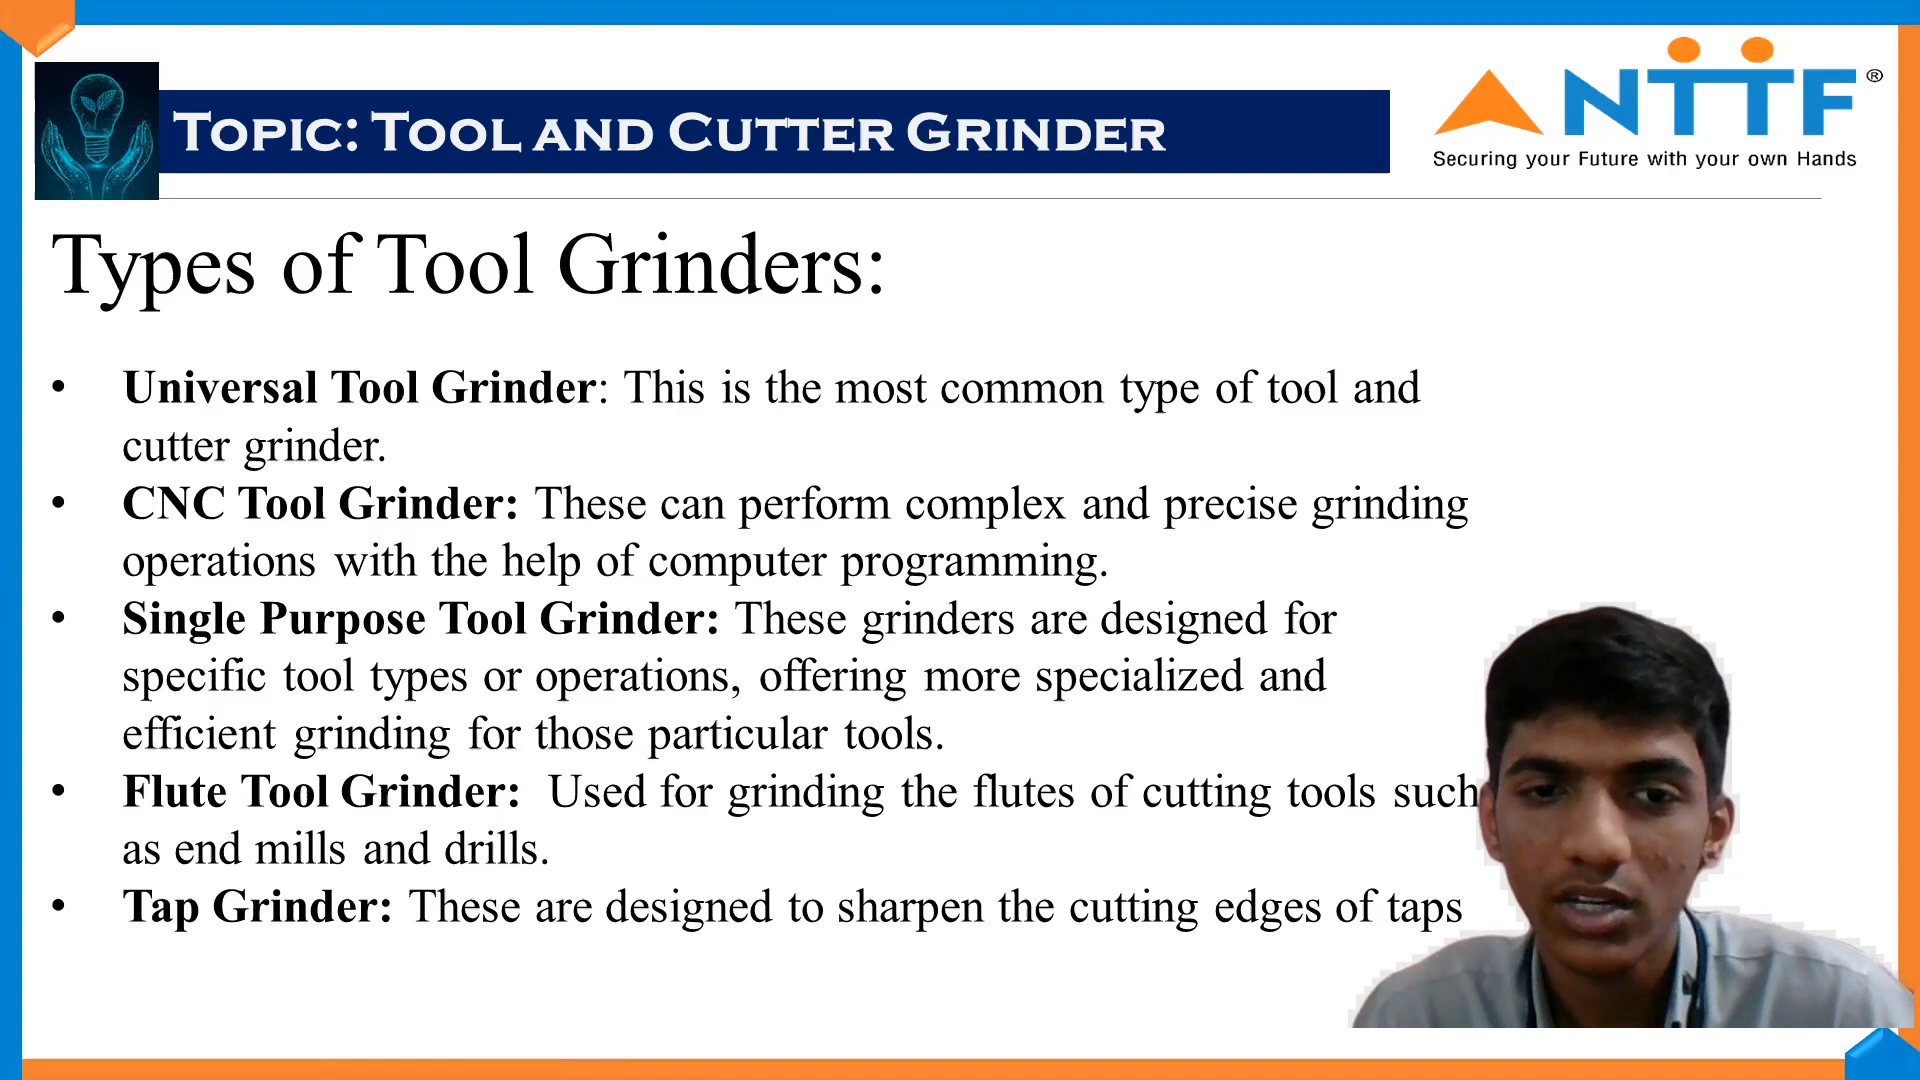 TOPIC: TOOL AND CUTTER GRINDER
NTTF®
Securing your Future with your own Hands
Types of Tool Grinders:
• Universal Tool Grinder: This is the most common type of tool and
cutter grinder.
• CNC Tool Grinder: These can perform complex and precise grinding
operations with the help of computer programming.
• Single Purpose Tool Grinder: These grinders are designed for
specific tool types or operations, offering more specialized and
efficient grinding for those particular tools.
• Flute Tool Grinder: Used for grinding the flutes of cutting tools such
as end mills and drills.
• Tap Grinder: These are designed to sharpen the cutting edges of taps